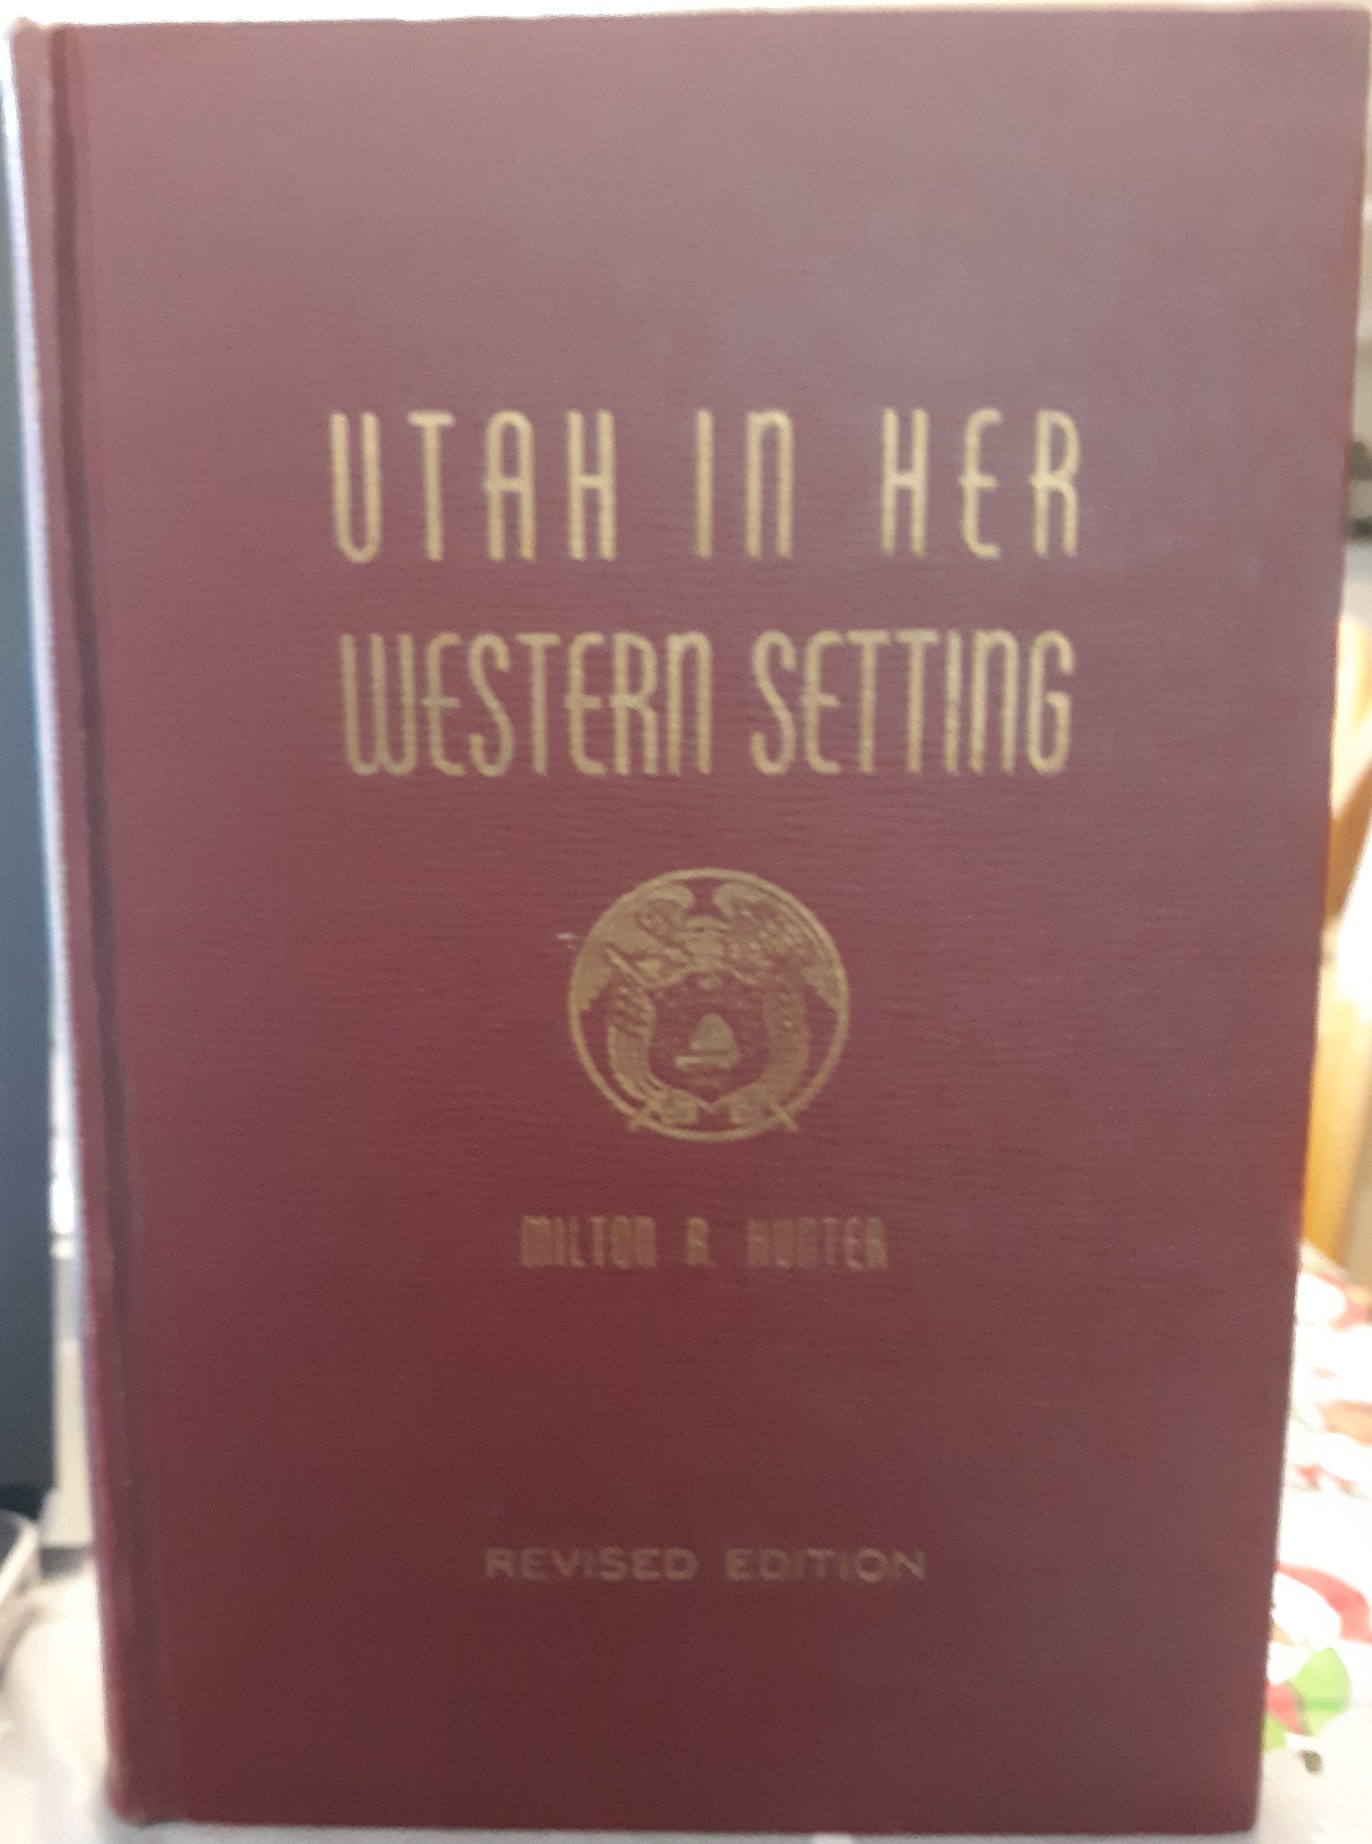 UTAH IN HER
WESTERN SETTING
MILTON R. HUNTER
REVISED EDITION